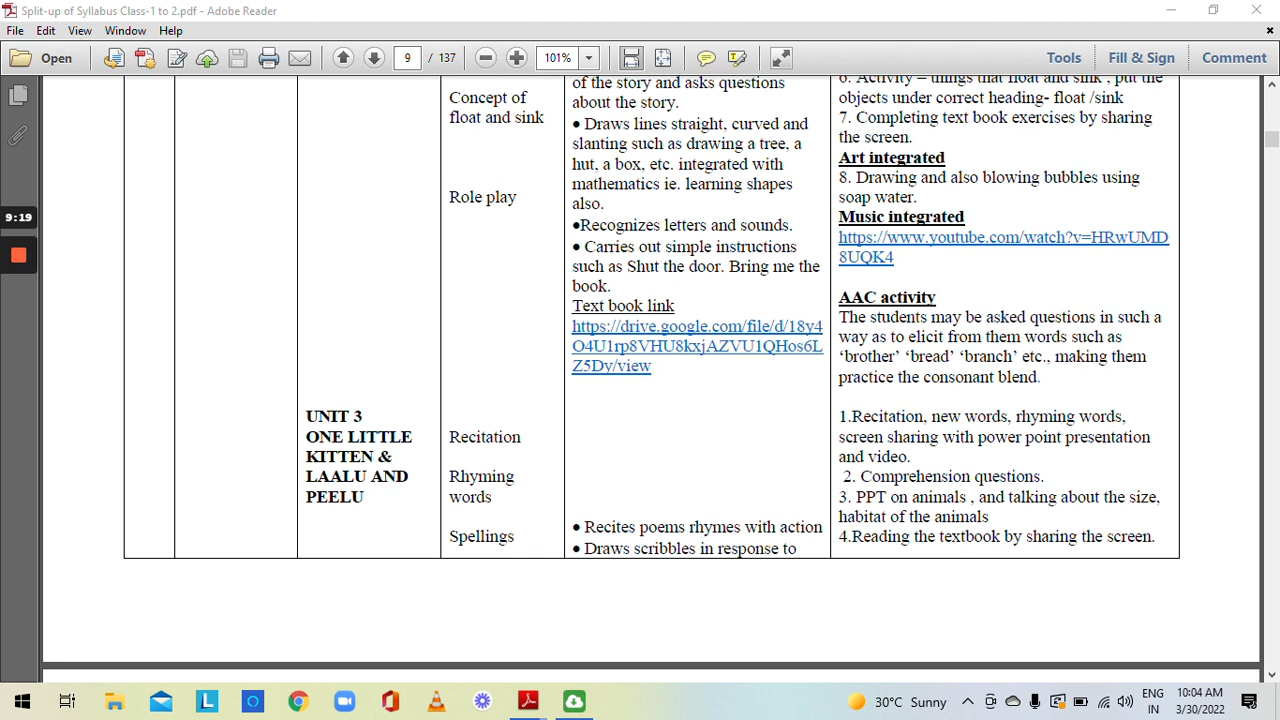 Split-up of Syllabus Class-1 to 2.pdf - Adobe Reader
File Edit View Window Help
Open 9 / 137 101% Tools Fill & Sign Comment
Concept of
float and sink
Role play
of the story and asks questions
about the story.
• Draws lines straight, curved and
slanting such as drawing a tree, a
hut, a box, etc. integrated with
mathematics ie. learning shapes
also.
•Recognizes letters and sounds.
• Carries out simple instructions
such as Shut the door. Bring me the
book.
Text book link
https://drive.google.com/file/d/18y4
O4U1rp8VHU8kxjAZVU1QHos6L
Z5Dy/view
6. Activity – things that float and sink , put the
objects under correct heading- float /sink
7. Completing text book exercises by sharing
the screen.
Art integrated
8. Drawing and also blowing bubbles using
soap water.
Music integrated
https://www.youtube.com/watch?v=HRwUMD
8UQK4
AAC activity
The students may be asked questions in such a
way as to elicit from them words such as
‘brother’ ‘bread’ ‘branch’ etc., making them
practice the consonant blend.
UNIT 3
ONE LITTLE
KITTEN &
LAALU AND
PEELU
Recitation
Rhyming
words
Spellings
• Recites poems rhymes with action
• Draws scribbles in response to
1.Recitation, new words, rhyming words,
screen sharing with power point presentation
and video.
2. Comprehension questions.
3. PPT on animals , and talking about the size,
habitat of the animals
4.Reading the textbook by sharing the screen.
9:19
30°C Sunny
ENG
IN
10:04 AM
3/30/2022